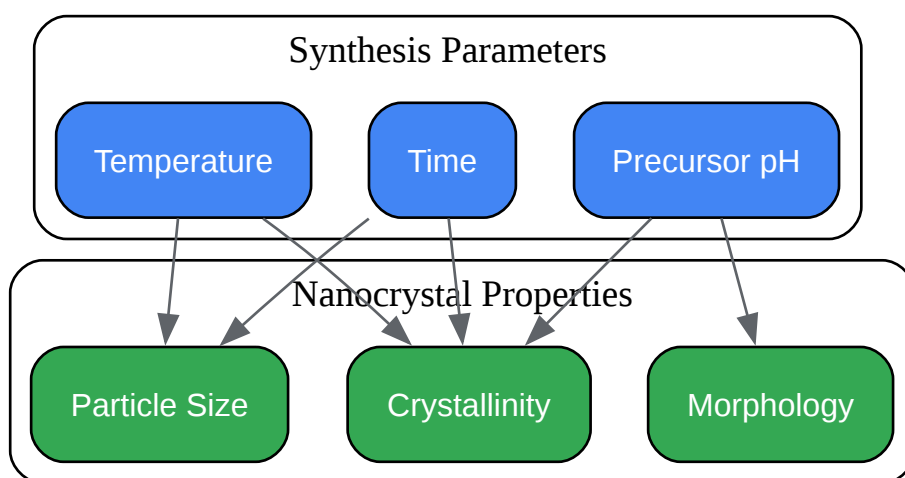 Synthesis Parameters
Temperature
Time
Precursor pH
Nanocrystal Properties
Particle Size
Crystallinity
Morphology